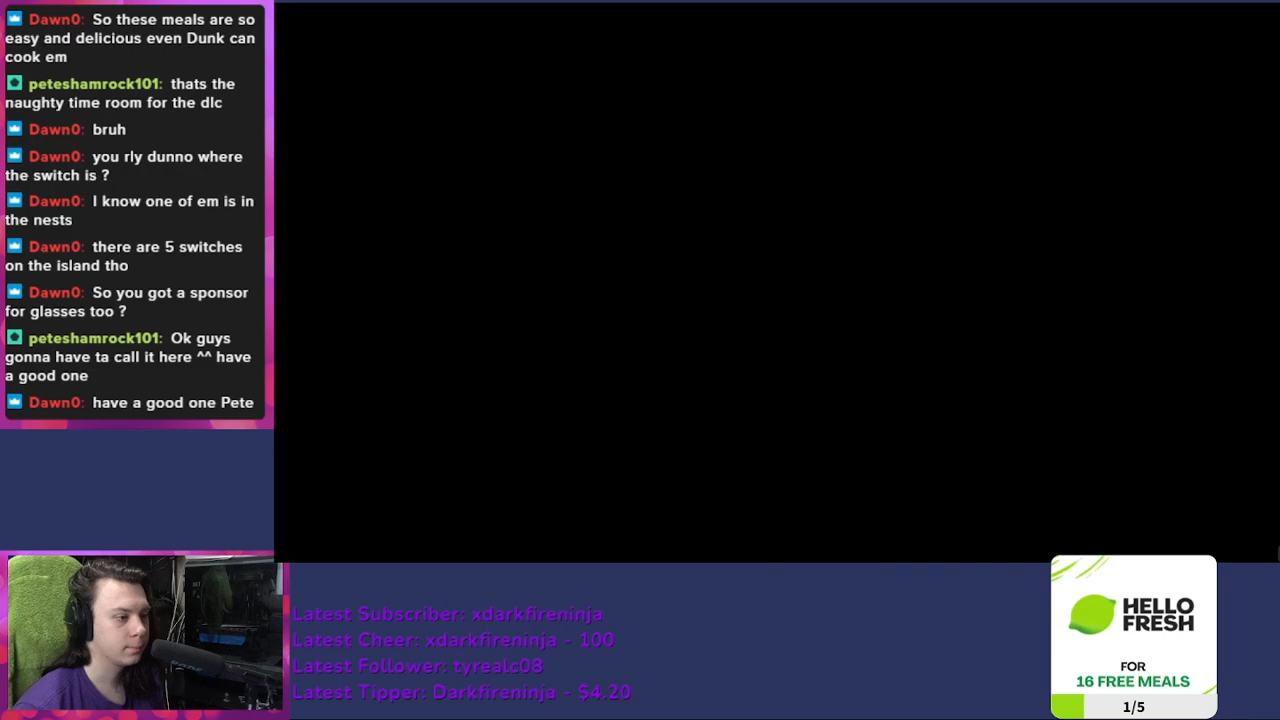 Dawn0: So these meals are so
easy and delicious even Dunk can
cook em
peteshamrock101: thats the
naughty time room for the dlc
Dawn0: bruh
Dawn0: you rly dunno where
the switch is ?
Dawn0: I know one of em is in
the nests
Dawn0: there are 5 switches
on the island tho
Dawn0: So you got a sponsor
for glasses too ?
peteshamrock101: Ok guys
gonna have ta call it here ^^ have
a good one
Dawn0: have a good one Pete
Latest Subscriber: xdarkfireninja
Latest Cheer: xdarkfireninja - 100
Latest Follower: tyrealc08
Latest Tipper: Darkfireninja - $4.20
HELLO
FRESH
FOR
16 FREE MEALS
1/5